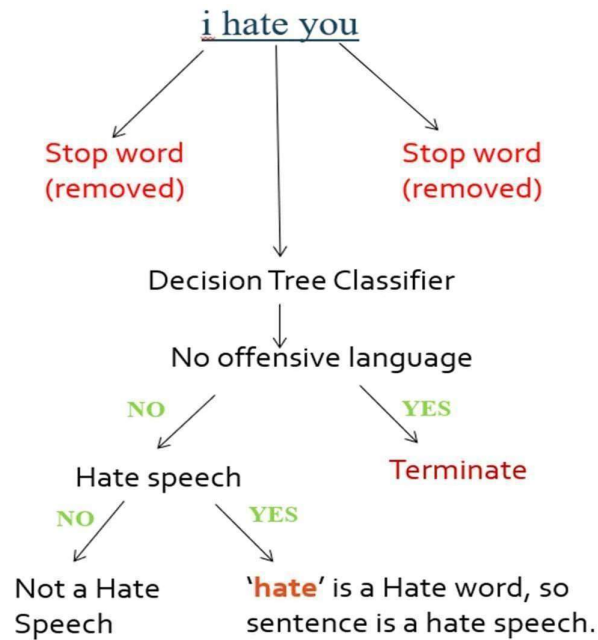 i hate you
Stop word
(removed)
Stop word
(removed)
Decision Tree Classifier
No offensive language
NO
YES
Hate speech
Terminate
NO
YES
Not a Hate
Speech
‘hate’ is a Hate word, so
sentence is a hate speech.